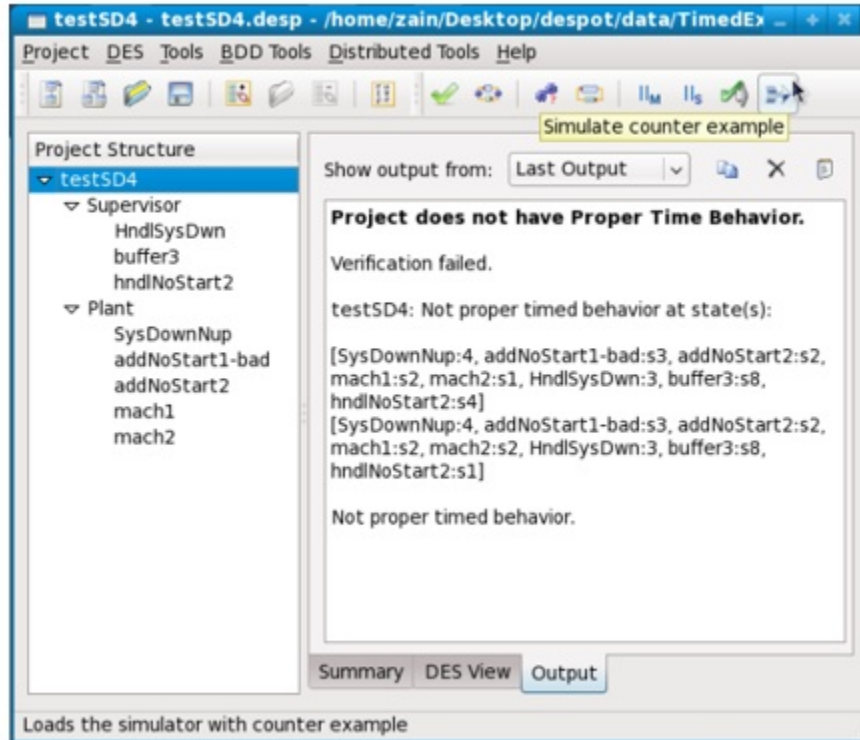 testSD4 - testSD4.desp - /home/zain/Desktop/despot/data/TimedEx
Project DES Tools BDD Tools Distributed Tools Help
Simulate counter example
Project Structure
testSD4
Supervisor
HndlSysDwn
buffer3
hndlNoStart2
Plant
SysDownNup
addNoStart1-bad
addNoStart2
mach1
mach2
Show output from: Last Output
Project does not have Proper Time Behavior.
Verification failed.
testSD4: Not proper timed behavior at state(s):
[SysDownNup:4, addNoStart1-bad:s3, addNoStart2:s2,
mach1:s2, mach2:s1, HndlSysDwn:3, buffer3:s8,
hndlNoStart2:s4]
[SysDownNup:4, addNoStart1-bad:s3, addNoStart2:s2,
mach1:s2, mach2:s2, HndlSysDwn:3, buffer3:s8,
hndlNoStart2:s1]
Not proper timed behavior.
Summary DES View Output
Loads the simulator with counter example